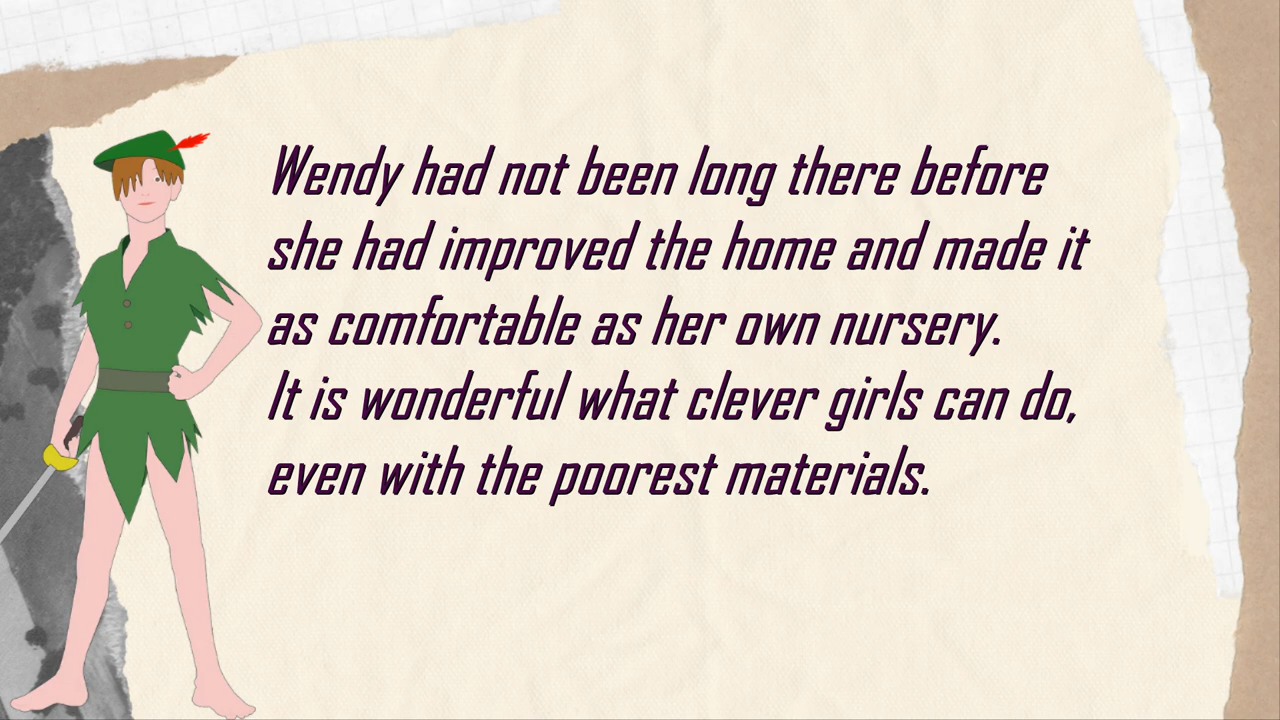 Wendy had not been long there before
she had improved the home and made it
as comfortable as her own nursery.
It is wonderful what clever girls can do,
even with the poorest materials.